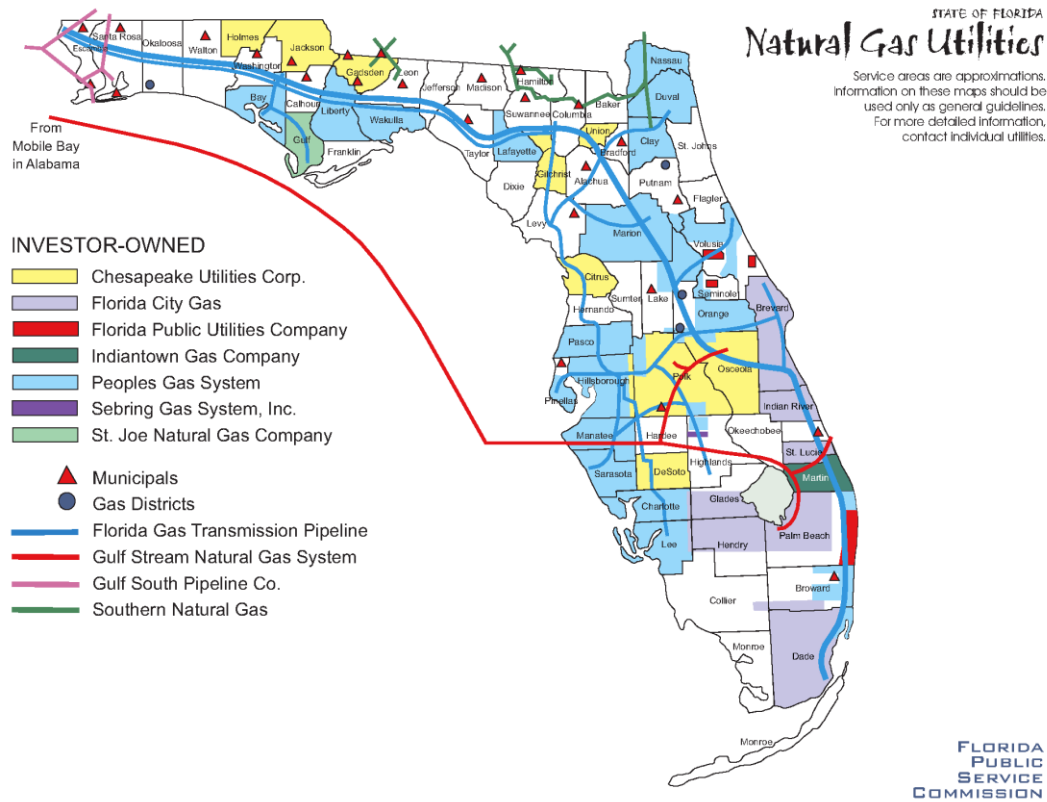 STATE OF FLORIDA
Natural Gas Utilities
Service areas are approximations.
Information on these maps should be
used only as general guidelines.
For more detailed information,
contact individual utilities.
Santa Rosa
Escambia
Okaloosa
Walton
Holmes
Jackson
Washington
Gadsden
Leon
Jefferson
Madison
Hamilton
Nassau
Bay
Calhoun
Liberty
Wakulla
Suwannee
Columbia
Baker
Duval
Gulf
Franklin
Taylor
Lafayette
Union
Bradford
Clay
St. Johns
Dixie
Gilchrist
Alachua
Putnam
Flagler
Levy
Marion
Volusia
Citrus
Sumter
Lake
Seminole
Hernando
Orange
Brevard
Pasco
Pinellas
Hillsborough
Polk
Osceola
Indian River
Manatee
Hardee
Okeechobee
St. Lucie
Sarasota
DeSoto
Highlands
Martin
Charlotte
Glades
Lee
Hendry
Palm Beach
Collier
Broward
Monroe
Dade
Monroe
From
Mobile Bay
in Alabama
INVESTOR-OWNED
Chesapeake Utilities Corp.
Florida City Gas
Florida Public Utilities Company
Indiantown Gas Company
Peoples Gas System
Sebring Gas System, Inc.
St. Joe Natural Gas Company
Municipals
Gas Districts
Florida Gas Transmission Pipeline
Gulf Stream Natural Gas System
Gulf South Pipeline Co.
Southern Natural Gas
FLORIDA
PUBLIC
SERVICE
COMMISSION